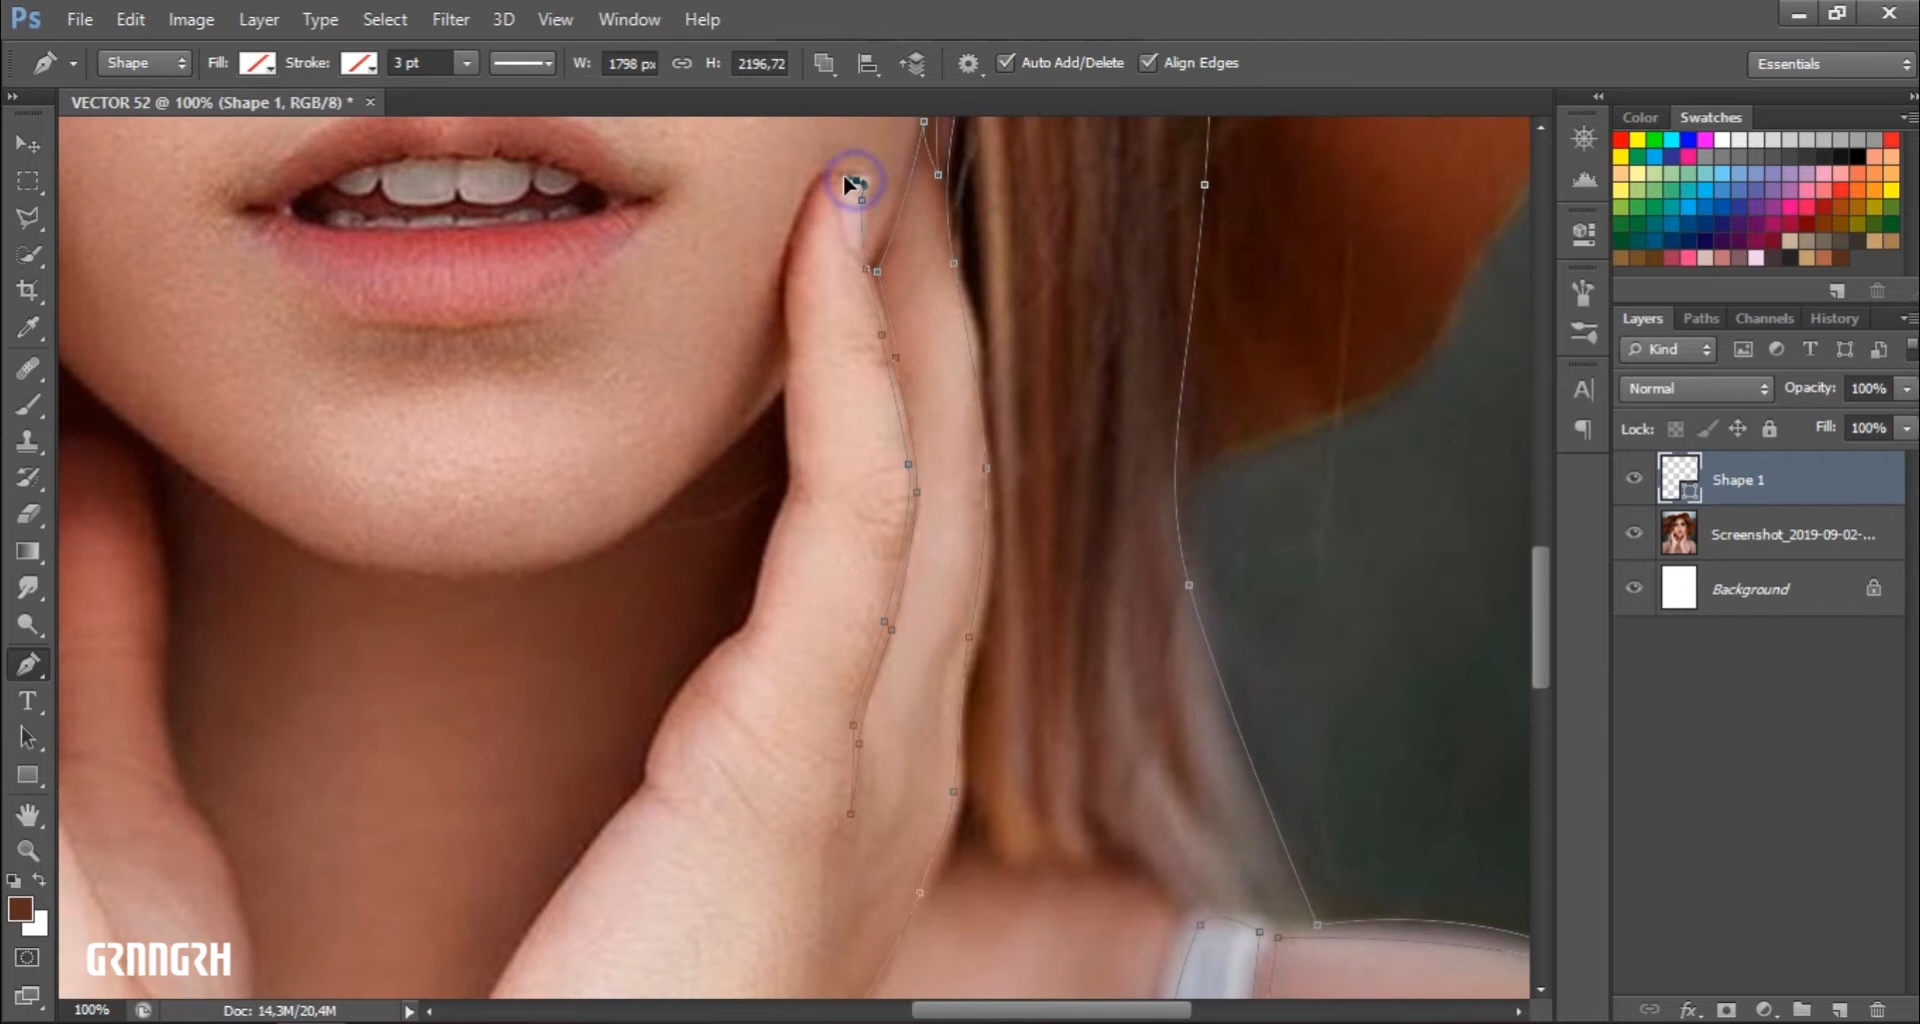 Ps File Edit Image Layer Type Select Filter 3D View Window Help
Shape Fill: Stroke: 3 pt W: 1798 px H: 2196,72 Auto Add/Delete Align Edges Essentials
VECTOR 52 @ 100% (Shape 1, RGB/8) * ×
Color Swatches
Layers Paths Channels History
Kind
Normal Opacity: 100%
Lock: Fill: 100%
Shape 1
Screenshot_2019-09-02-...
Background
GRNNGRH
100% Doc: 14,3M/20,4M